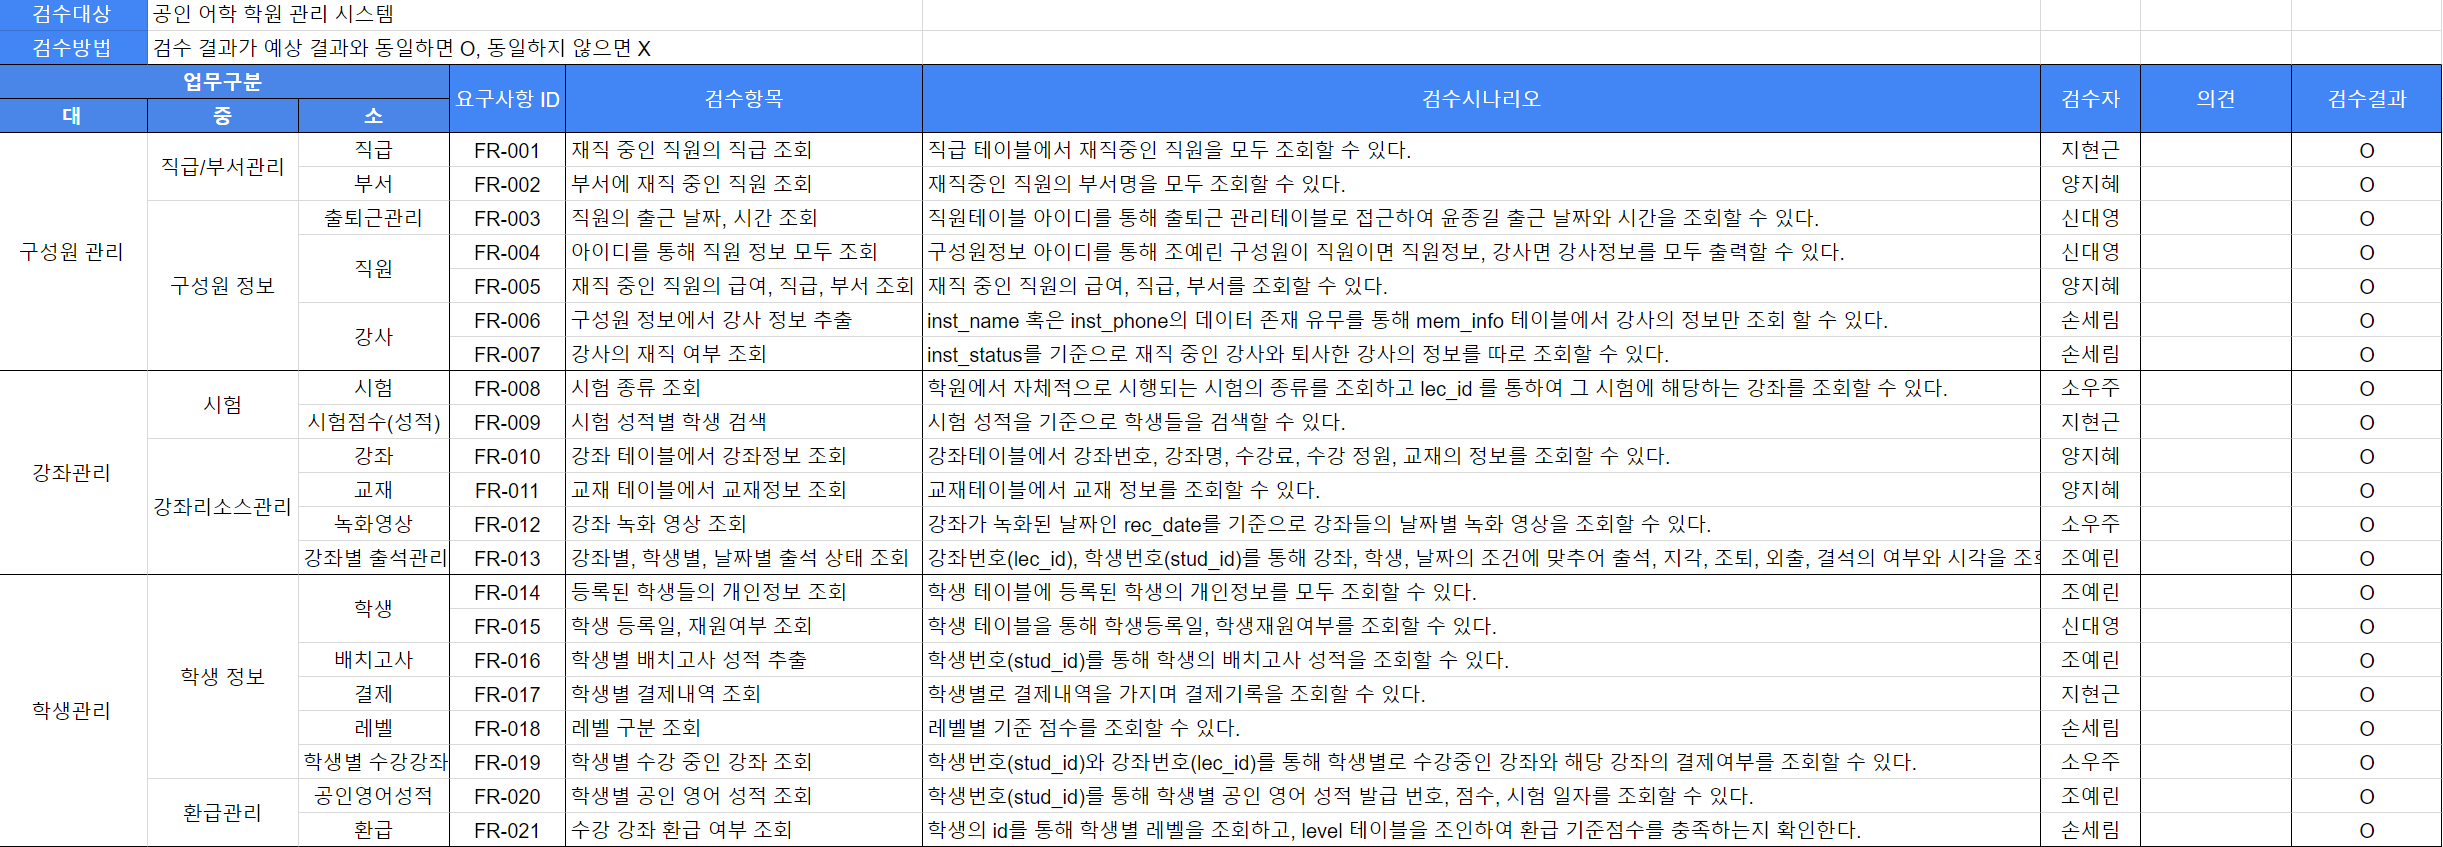 검수대상 공인 어학 학원 관리 시스템
검수방법 검수 결과가 예상 결과와 동일하면 O, 동일하지 않으면 X
업무구분 요구사항 ID 검수항목 검수시나리오 검수자 의견 검수결과
대 중 소
구성원 관리 직급/부서관리 직급 FR-001 재직 중인 직원의 직급 조회 직급 테이블에서 재직중인 직원을 모두 조회할 수 있다. 지현근 O
부서 FR-002 부서에 재직 중인 직원 조회 재직중인 직원의 부서명을 모두 조회할 수 있다. 양지혜 O
구성원 정보 출퇴근관리 FR-003 직원의 출근 날짜, 시간 조회 직원테이블 아이디를 통해 출퇴근 관리테이블로 접근하여 윤종길 출근 날짜와 시간을 조회할 수 있다. 신대영 O
직원 FR-004 아이디를 통해 직원 정보 모두 조회 구성원정보 아이디를 통해 조예린 구성원이 직원이면 직원정보, 강사면 강사정보를 모두 출력할 수 있다. 신대영 O
FR-005 재직 중인 직원의 급여, 직급, 부서 조회 재직 중인 직원의 급여, 직급, 부서를 조회할 수 있다. 양지혜 O
강사 FR-006 구성원 정보에서 강사 정보 추출 inst_name 혹은 inst_phone의 데이터 존재 유무를 통해 mem_info 테이블에서 강사의 정보만 조회 할 수 있다. 손세림 O
FR-007 강사의 재직 여부 조회 inst_status를 기준으로 재직 중인 강사와 퇴사한 강사의 정보를 따로 조회할 수 있다. 손세림 O
강좌관리 시험 시험 FR-008 시험 종류 조회 학원에서 자체적으로 시행되는 시험의 종류를 조회하고 lec_id 를 통하여 그 시험에 해당하는 강좌를 조회할 수 있다. 소우주 O
시험점수(성적) FR-009 시험 성적별 학생 검색 시험 성적을 기준으로 학생들을 검색할 수 있다. 지현근 O
강좌리소스관리 강좌 FR-010 강좌 테이블에서 강좌정보 조회 강좌테이블에서 강좌번호, 강좌명, 수강료, 수강 정원, 교재의 정보를 조회할 수 있다. 양지혜 O
교재 FR-011 교재 테이블에서 교재정보 조회 교재테이블에서 교재 정보를 조회할 수 있다. 양지혜 O
녹화영상 FR-012 강좌 녹화 영상 조회 강좌가 녹화된 날짜인 rec_date를 기준으로 강좌들의 날짜별 녹화 영상을 조회할 수 있다. 소우주 O
강좌별 출석관리 FR-013 강좌별, 학생별, 날짜별 출석 상태 조회 강좌번호(lec_id), 학생번호(stud_id)를 통해 강좌, 학생, 날짜의 조건에 맞추어 출석, 지각, 조퇴, 외출, 결석의 여부와 시각을 조예린 O
학생관리 학생 정보 학생 FR-014 등록된 학생들의 개인정보 조회 학생 테이블에 등록된 학생의 개인정보를 모두 조회할 수 있다. 조예린 O
FR-015 학생 등록일, 재원여부 조회 학생 테이블을 통해 학생등록일, 학생재원여부를 조회할 수 있다. 신대영 O
배치고사 FR-016 학생별 배치고사 성적 추출 학생번호(stud_id)를 통해 학생의 배치고사 성적을 조회할 수 있다. 조예린 O
결제 FR-017 학생별 결제내역 조회 학생별로 결제내역을 가지며 결제기록을 조회할 수 있다. 지현근 O
레벨 FR-018 레벨 구분 조회 레벨별 기준 점수를 조회할 수 있다. 손세림 O
학생별 수강강좌 FR-019 학생별 수강 중인 강좌 조회 학생번호(stud_id)와 강좌번호(lec_id)를 통해 학생별로 수강중인 강좌와 해당 강좌의 결제여부를 조회할 수 있다. 소우주 O
환급관리 공인영어성적 FR-020 학생별 공인 영어 성적 조회 학생번호(stud_id)를 통해 학생별 공인 영어 성적 발급 번호, 점수, 시험 일자를 조회할 수 있다. 조예린 O
환급 FR-021 수강 강좌 환급 여부 조회 학생의 id를 통해 학생별 레벨을 조회하고, level 테이블을 조인하여 환급 기준점수를 충족하는지 확인한다. 손세림 O